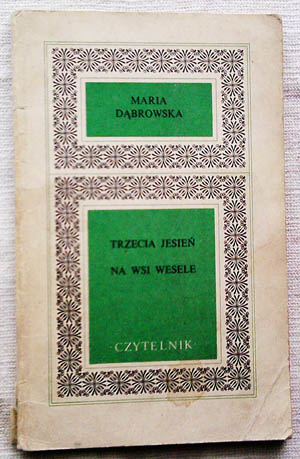 MARIA
DĄBROWSKA
TRZECIA JESIEŃ
NA WSI WESELE
CZYTELNIK